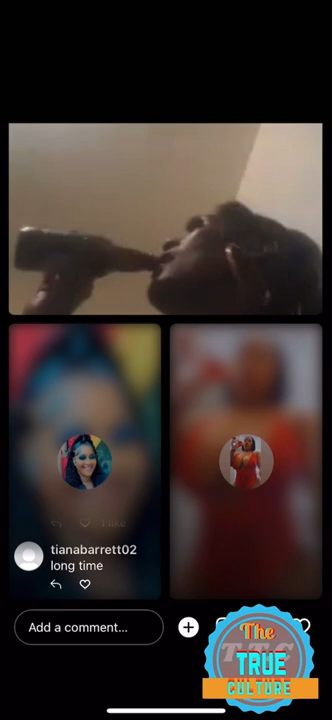 tianabarrett02
long time
Add a comment...
The
TRUE
CULTURE